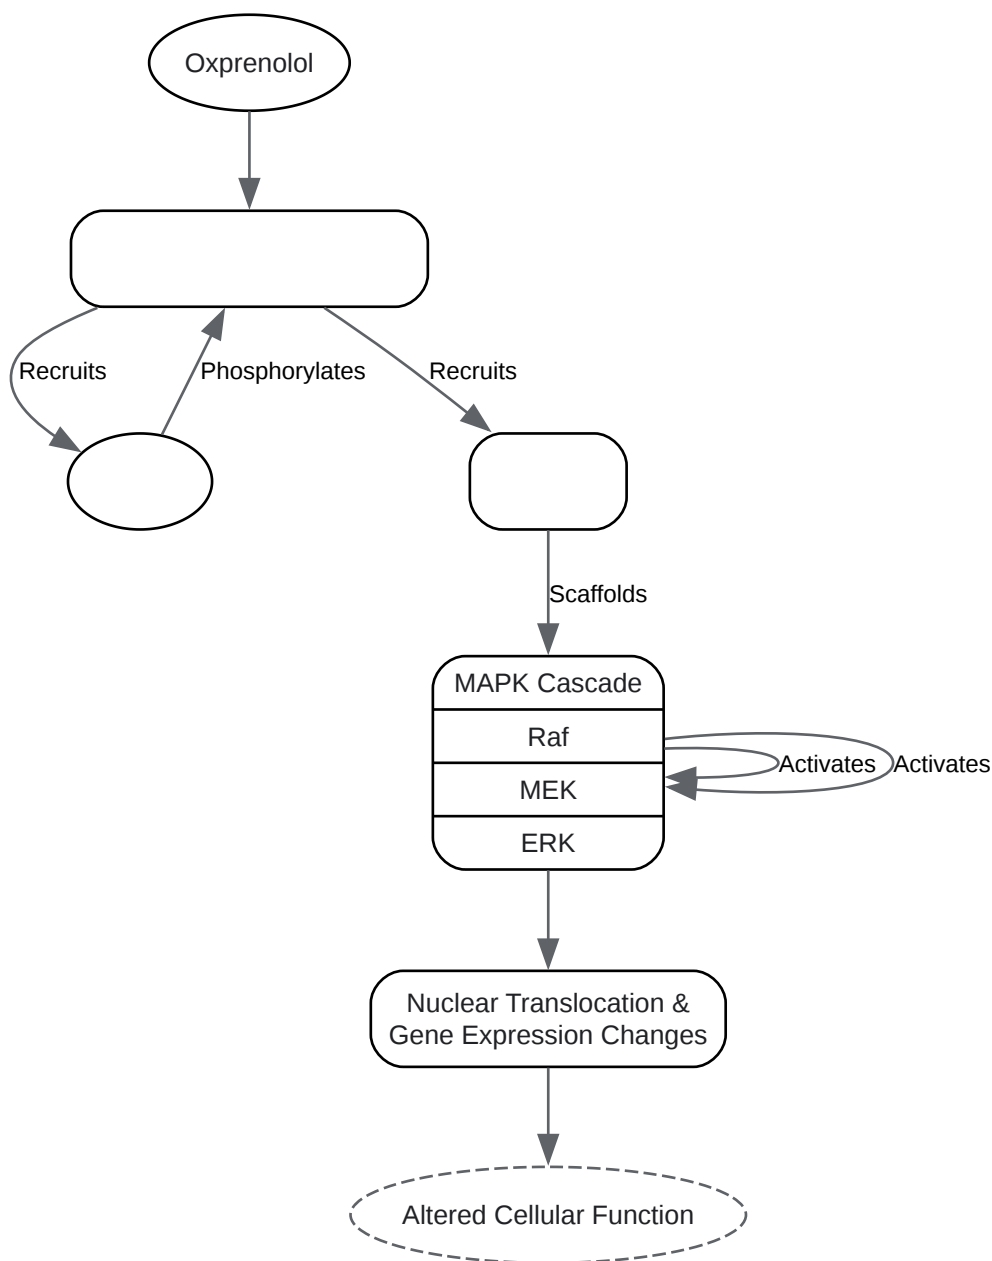 Oxprenolol
Recruits
Phosphorylates
Recruits
Scaffolds
MAPK Cascade
Raf
Activates
Activates
MEK
ERK
Nuclear Translocation &
Gene Expression Changes
Altered Cellular Function